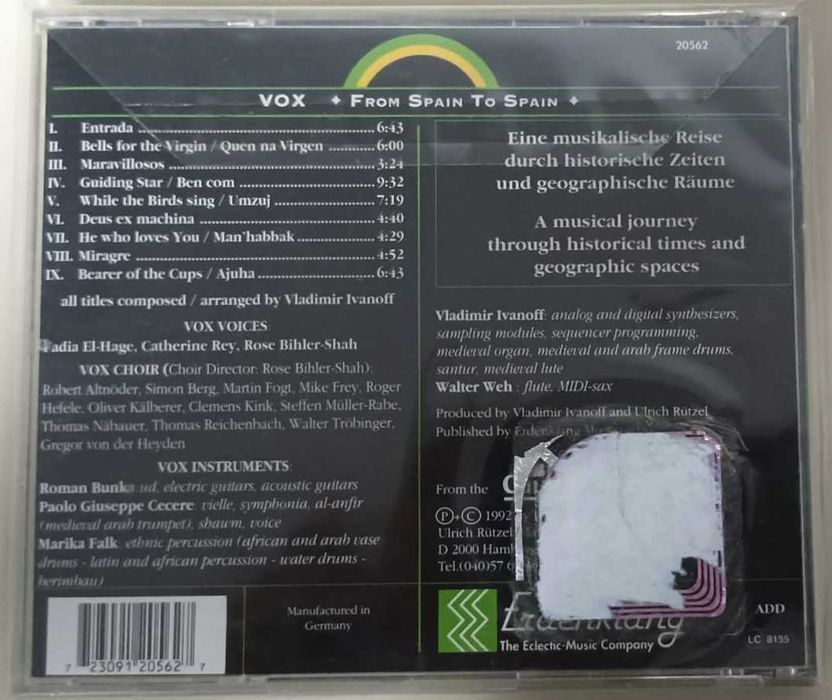 20562
VOX ✦ FROM SPAIN TO SPAIN ✦
I. Entrada ... 6:43
II. Bells for the Virgin / Quen na Virgen ... 6:00
III. Maravillosos ... 3:24
IV. Guiding Star / Ben com ... 9:32
V. While the Birds sing / Umzuj ... 7:19
VI. Deus ex machina ... 4:40
VII. He who loves You / Man'habbak ... 4:29
VIII. Miragre ... 4:52
IX. Bearer of the Cups / Ajuha ... 6:43
all titles composed / arranged by Vladimir Ivanoff
VOX VOICES
Fadia El-Hage, Catherine Rey, Rose Bihler-Shah
VOX CHOIR (Choir Director: Rose Bihler-Shah):
Robert Altnöder, Simon Berg, Martin Fogt, Mike Frey, Roger
Hefele, Oliver Kälberer, Clemens Kink, Steffen Müller-Rabe,
Thomas Nähauer, Thomas Reichenbach, Walter Tröbinger,
Gregor von der Heyden
VOX INSTRUMENTS:
Roman Bunka: ud, electric guitars, acoustic guitars
Paolo Giuseppe Cecere: vielle, symphonia, al-anfir
(medieval arab trumpet), shawm, voice
Marika Falk: ethnic percussion (african and arab vase
drums - latin and african percussion - water drums -
berimbau)
Eine musikalische Reise
durch historische Zeiten
und geographische Räume
A musical journey
through historical times and
geographic spaces
Vladimir Ivanoff: analog and digital synthesizers,
sampling modules, sequencer programming,
medieval organ, medieval and arab frame drums,
santur, medieval lute
Walter Weh: flute, MIDI-sax
Produced by Vladimir Ivanoff and Ulrich Rützel
Published by Erdenklang
From the
Ⓟ+Ⓒ 1992 by
Ulrich Rützel
D 2000 Ham
Tel.(040)57 6
7 23091 20562 7
Manufactured in
Germany
Erdenklang
The Eclectic-Music Company
ADD
LC 8155